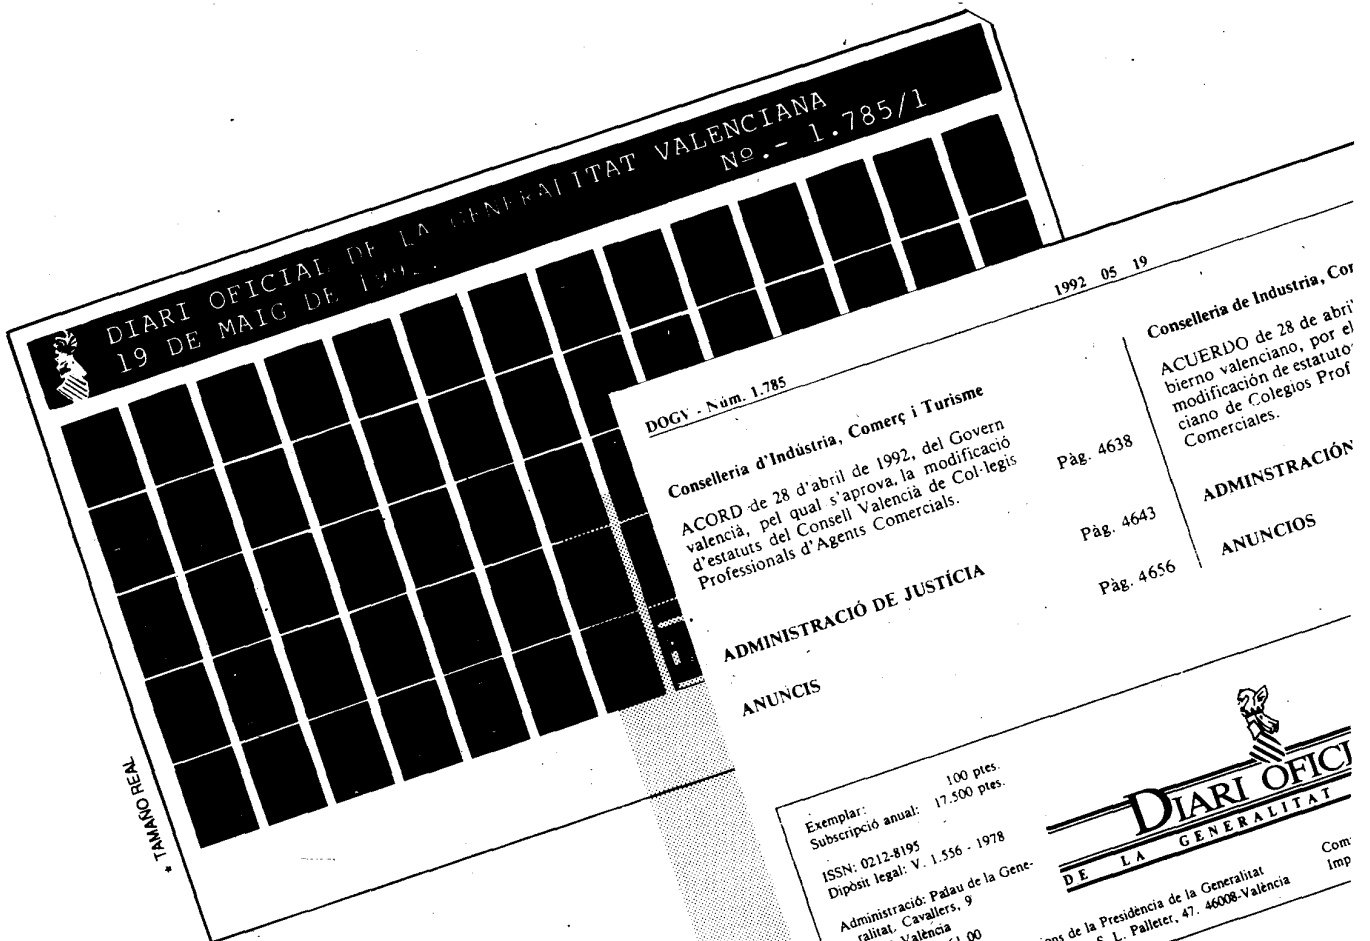 DIARI OFICIAL DE LA GENERALITAT VALENCIANA
19 DE MAIG DE 1992. Nº.- 1.785/1
* TAMAÑO REAL
DOGV - Núm. 1.785
1992 05 19
Conselleria d'Indústria, Comerç i Turisme
ACORD de 28 d'abril de 1992, del Govern
valencià, pel qual s'aprova, la modificació
d'estatuts del Consell Valencià de Col·legis
Professionals d'Agents Comercials.
Pàg. 4638
ADMINISTRACIÓ DE JUSTÍCIA
Pàg. 4643
ANUNCIS
Pàg. 4656
Conselleria de Industria, Co
ACUERDO de 28 de abril
bierno valenciano, por el
modificación de estatuto
ciano de Colegios Prof
Comerciales.
ADMINSTRACIÓN
ANUNCIOS
Exemplar: 100 ptes.
Subscripció anual: 17.500 ptes.
ISSN: 0212-8195
Dipòsit legal: V. 1.556 - 1978
Administració: Palau de la Gene-
ralitat. Cavallers, 9
València
DIARI OFICI
DE LA GENERALITAT
de la Presidència de la Generalitat
S. L. Palleter, 47. 46008-València
Com
Imp